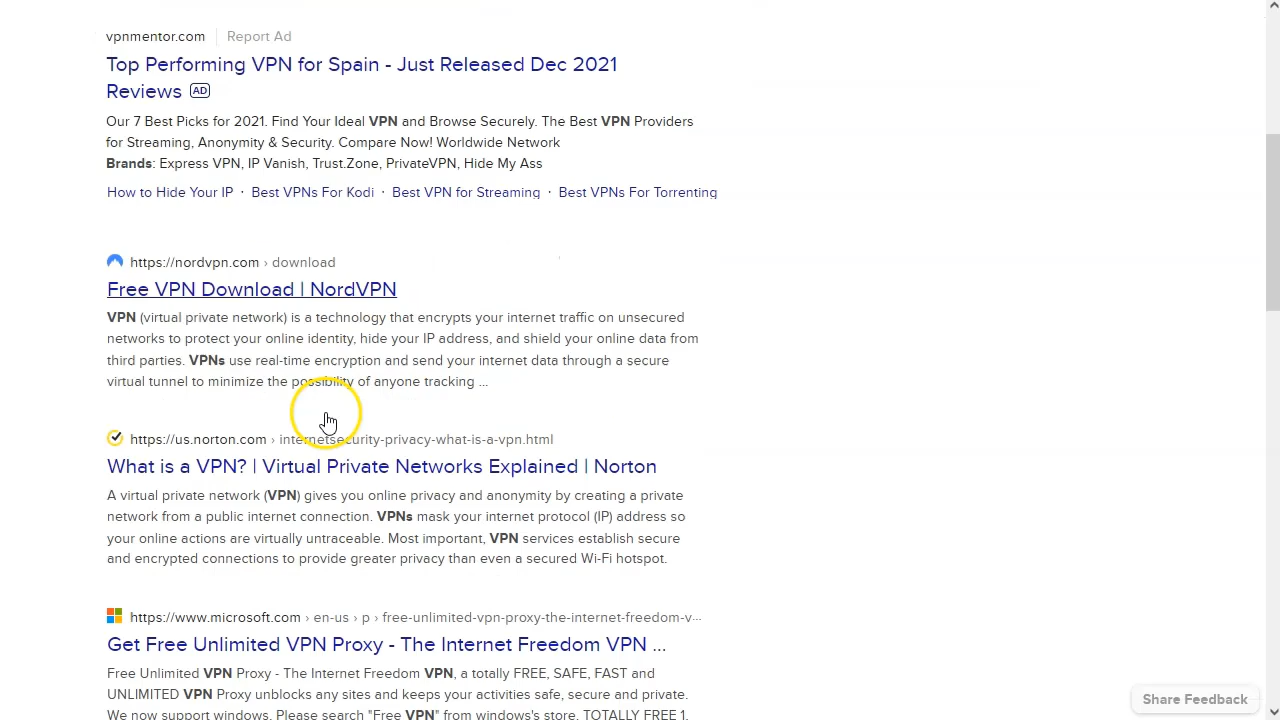 vpnmentor.com Report Ad
Top Performing VPN for Spain - Just Released Dec 2021
Reviews AD
Our 7 Best Picks for 2021. Find Your Ideal VPN and Browse Securely. The Best VPN Providers
for Streaming, Anonymity & Security. Compare Now! Worldwide Network
Brands: Express VPN, IP Vanish, Trust.Zone, PrivateVPN, Hide My Ass
How to Hide Your IP · Best VPNs For Kodi · Best VPN for Streaming · Best VPNs For Torrenting
https://nordvpn.com › download
Free VPN Download | NordVPN
VPN (virtual private network) is a technology that encrypts your internet traffic on unsecured
networks to protect your online identity, hide your IP address, and shield your online data from
third parties. VPNs use real-time encryption and send your internet data through a secure
virtual tunnel to minimize the possibility of anyone tracking ...
https://us.norton.com › internetsecurity-privacy-what-is-a-vpn.html
What is a VPN? | Virtual Private Networks Explained | Norton
A virtual private network (VPN) gives you online privacy and anonymity by creating a private
network from a public internet connection. VPNs mask your internet protocol (IP) address so
your online actions are virtually untraceable. Most important, VPN services establish secure
and encrypted connections to provide greater privacy than even a secured Wi-Fi hotspot.
https://www.microsoft.com › en-us › p › free-unlimited-vpn-proxy-the-internet-freedom-v...
Get Free Unlimited VPN Proxy - The Internet Freedom VPN ...
Free Unlimited VPN Proxy - The Internet Freedom VPN, a totally FREE, SAFE, FAST and
UNLIMITED VPN Proxy unblocks any sites and keeps your activities safe, secure and private.
Share Feedback
We now support windows. Please search "Free VPN" from windows's store. TOTALLY FREE 1.